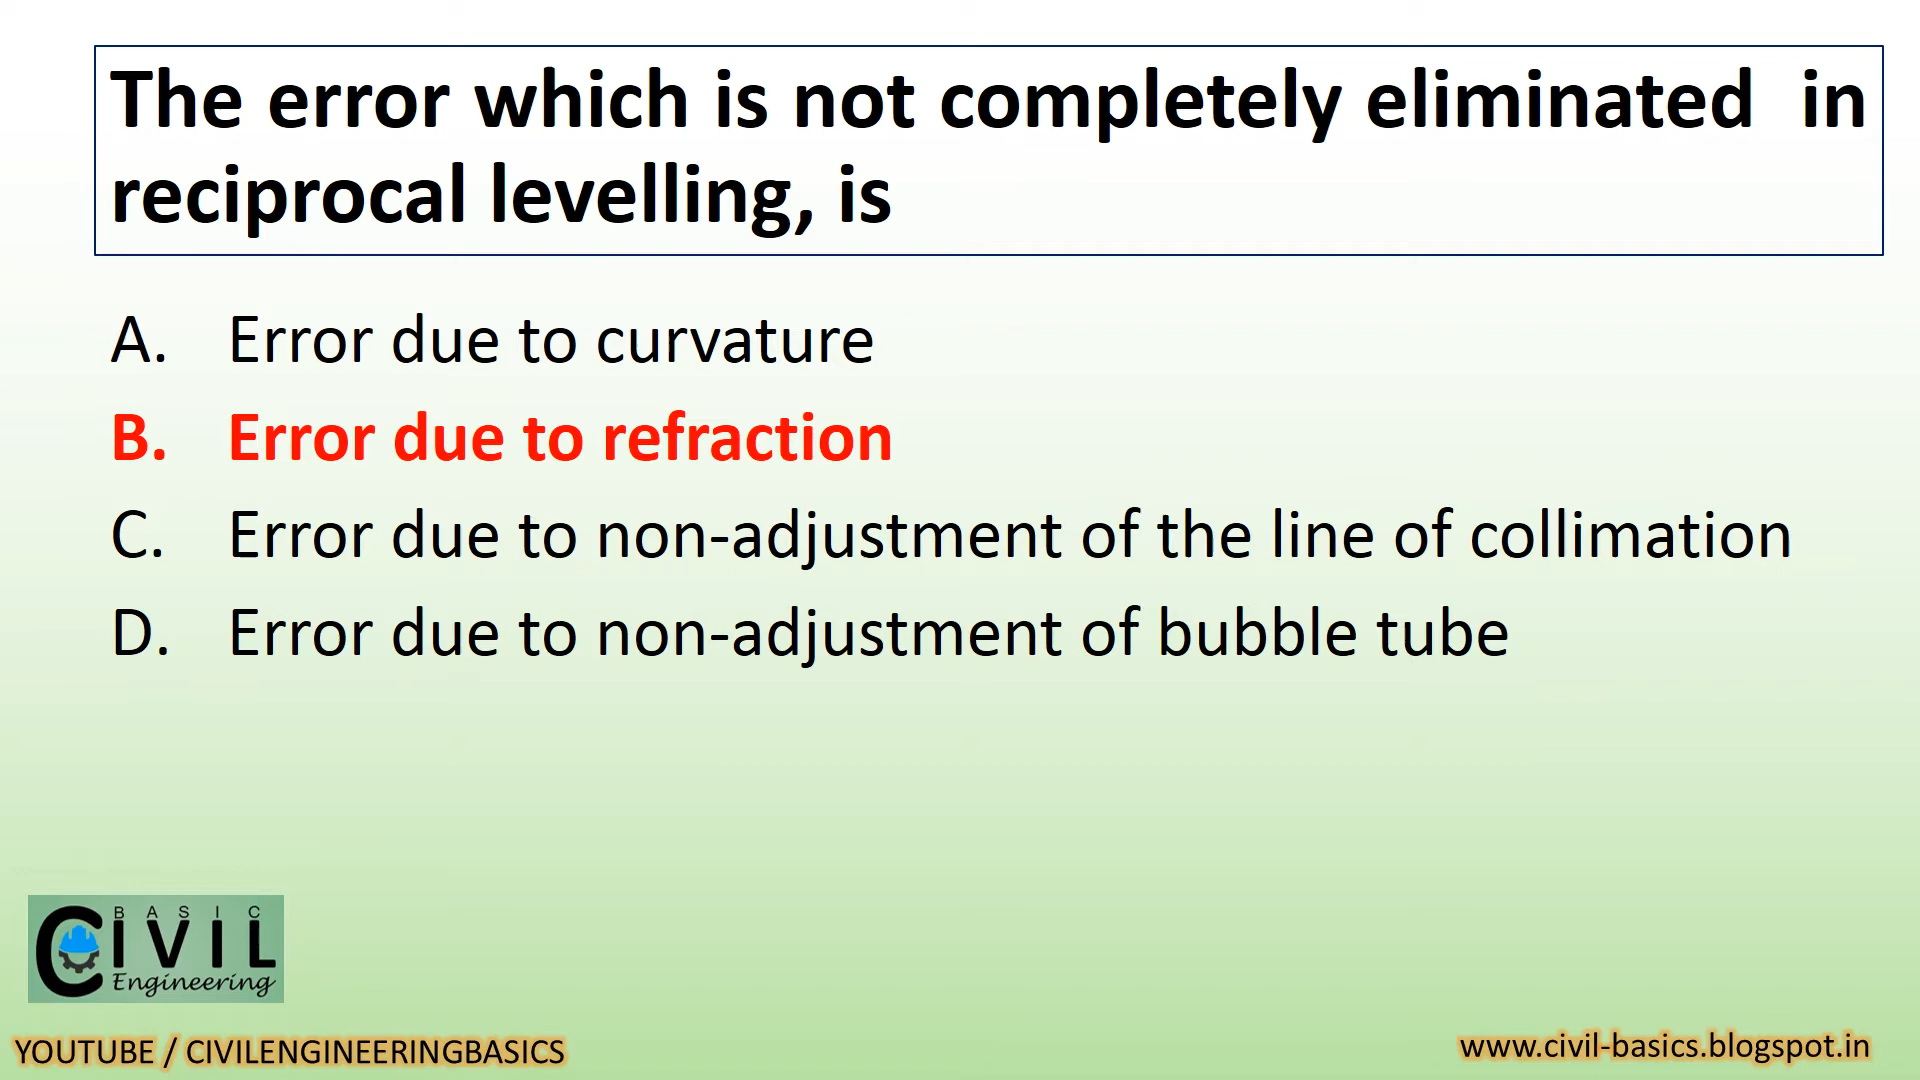 The error which is not completely eliminated in
reciprocal levelling, is
A. Error due to curvature
B. Error due to refraction
C. Error due to non-adjustment of the line of collimation
D. Error due to non-adjustment of bubble tube
BASIC
CIVIL
Engineering
YOUTUBE / CIVILENGINEERINGBASICS
www.civil-basics.blogspot.in